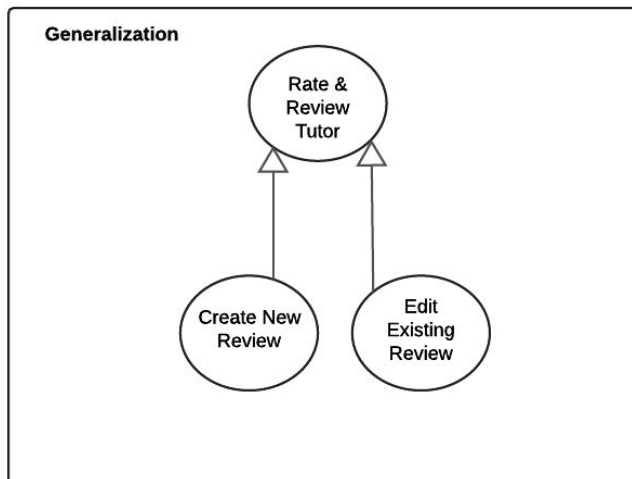 Generalization
Rate &
Review
Tutor
Create New
Review
Edit
Existing
Review